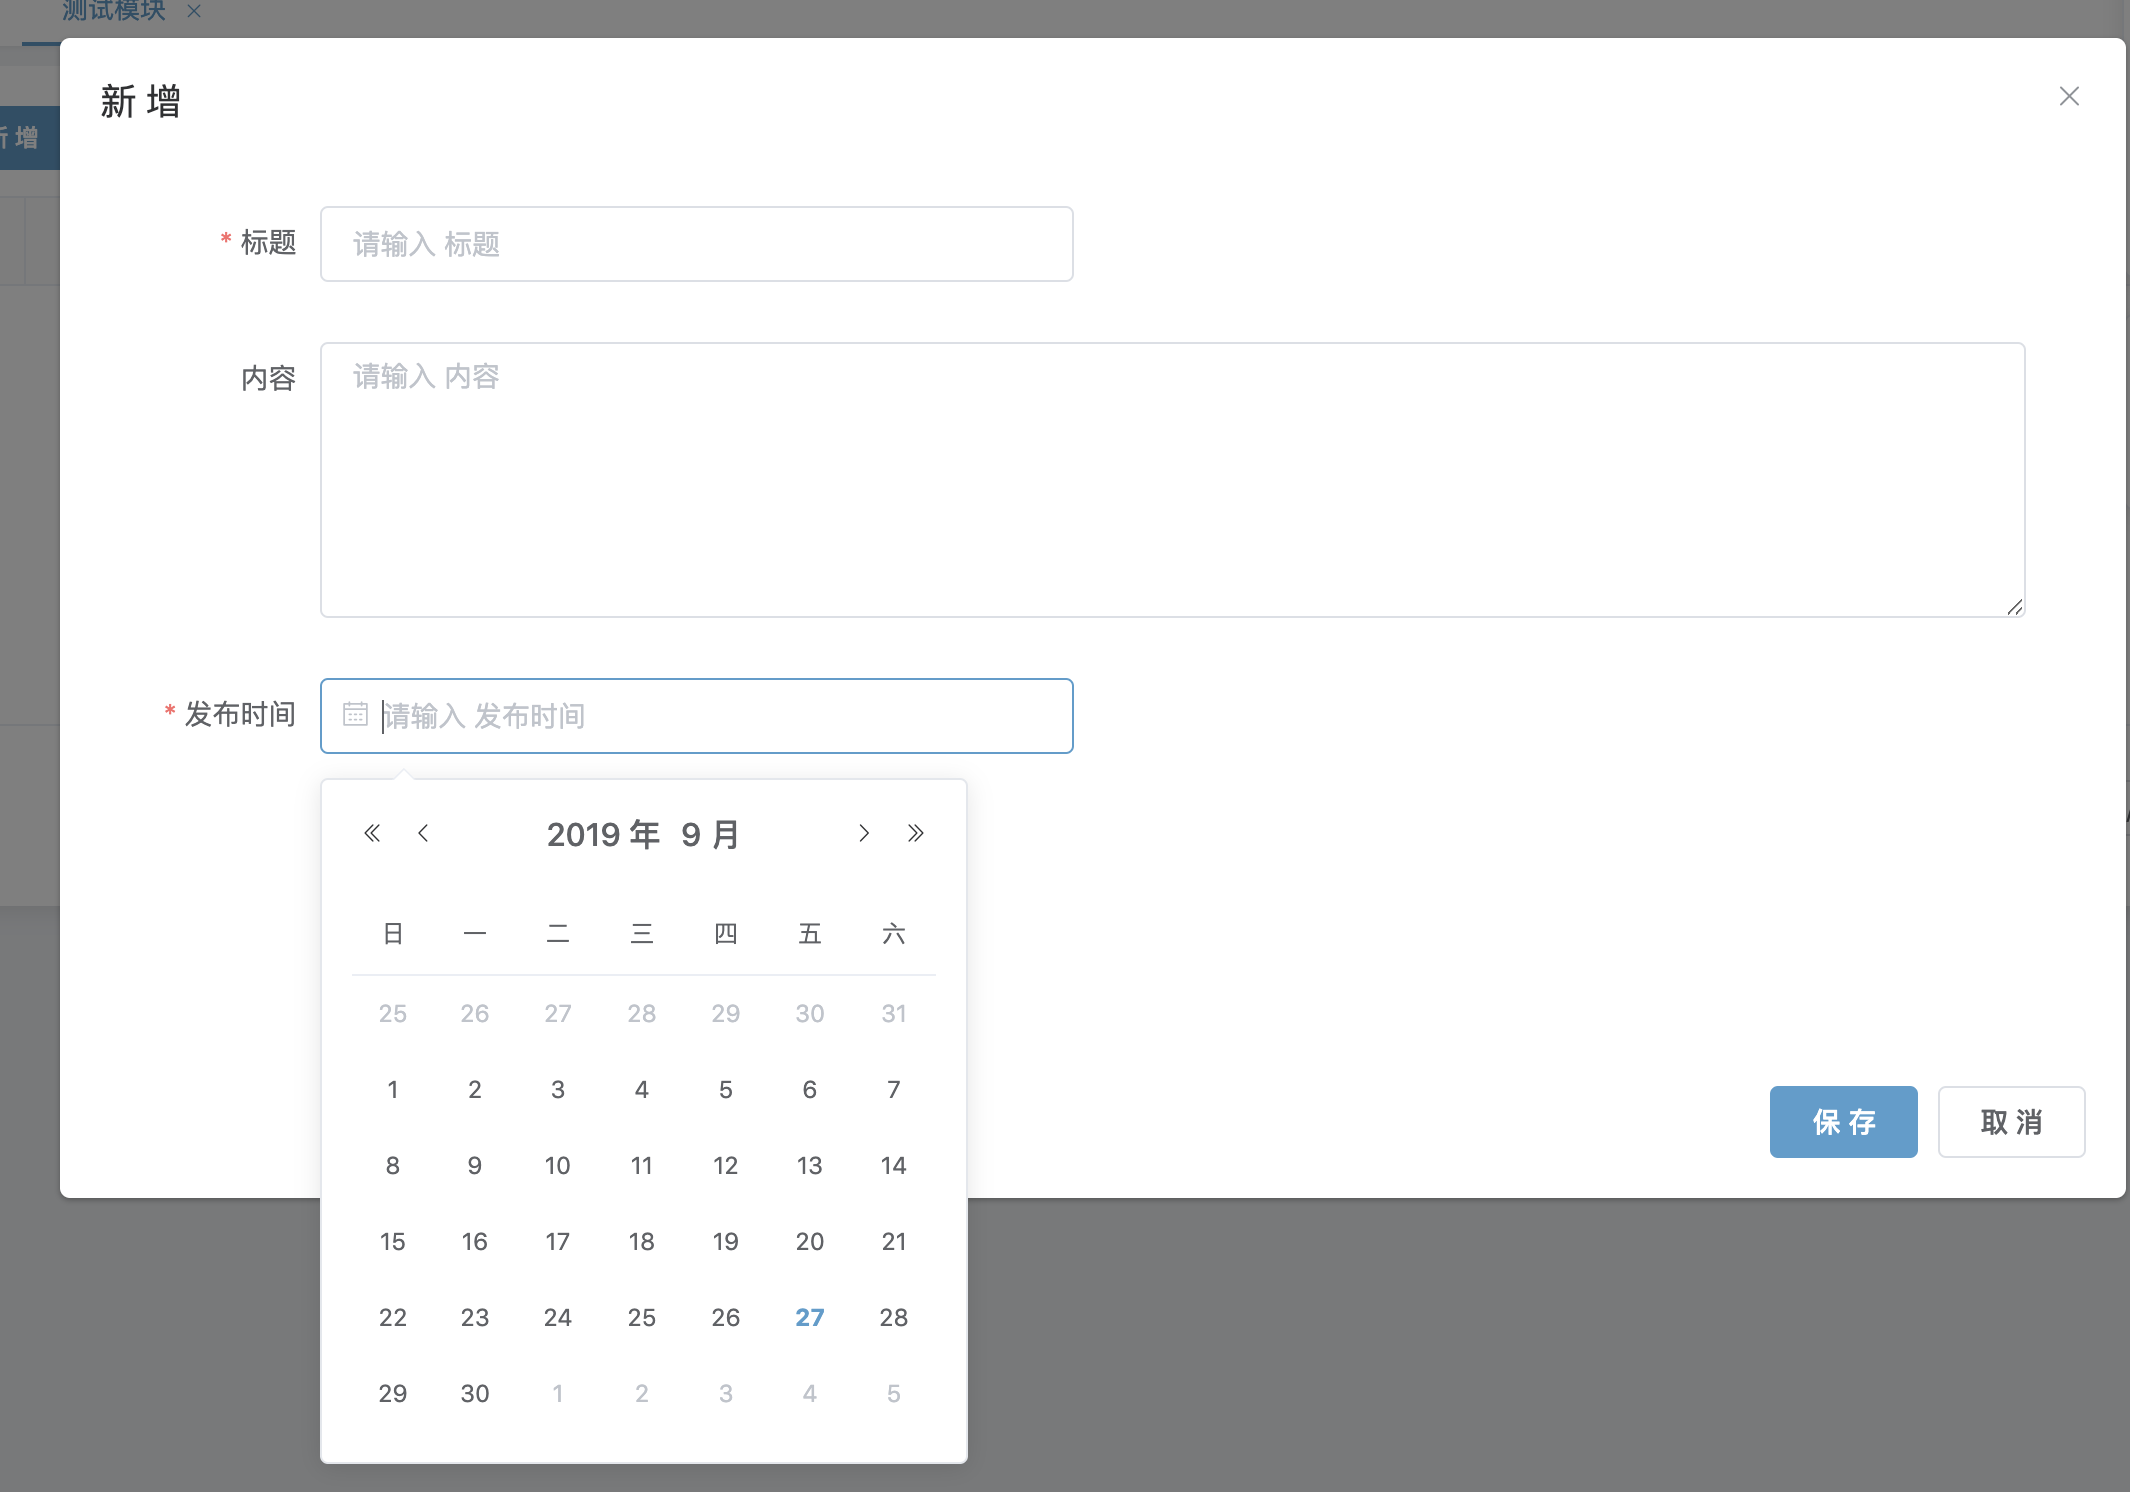 测试模块
新 增
新 增
* 标题
请输入 标题
内容
请输入 内容
* 发布时间
请输入 发布时间
2019 年 9 月
日 一 二 三 四 五 六
25 26 27 28 29 30 31
1 2 3 4 5 6 7
8 9 10 11 12 13 14
15 16 17 18 19 20 21
22 23 24 25 26 27 28
29 30 1 2 3 4 5
保 存
取 消